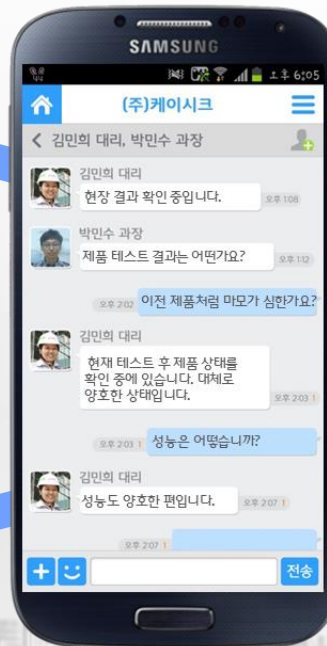 SAMSUNG
오후 6:05
(주)케이시크
김민희 대리, 박민수 과장
김민희 대리
현장 결과 확인 중입니다.
오후 1:08
박민수 과장
제품 테스트 결과는 어떤가요?
오후 1:12
오후 2:02
이전 제품처럼 마모가 심한가요?
김민희 대리
현재 테스트 후 제품 상태를
확인 중에 있습니다. 대체로
양호한 상태입니다.
오후 2:03 1
오후 2:03 1
성능은 어떻습니까?
김민희 대리
성능도 양호한 편입니다.
오후 2:07 1
오후 2:07 1
전송